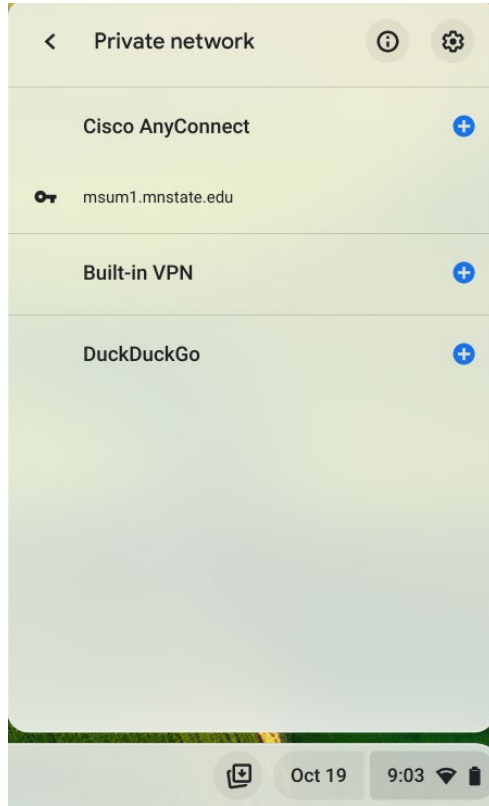 Private network
Cisco AnyConnect
msum1.mnstate.edu
Built-in VPN
DuckDuckGo
Oct 19
9:03